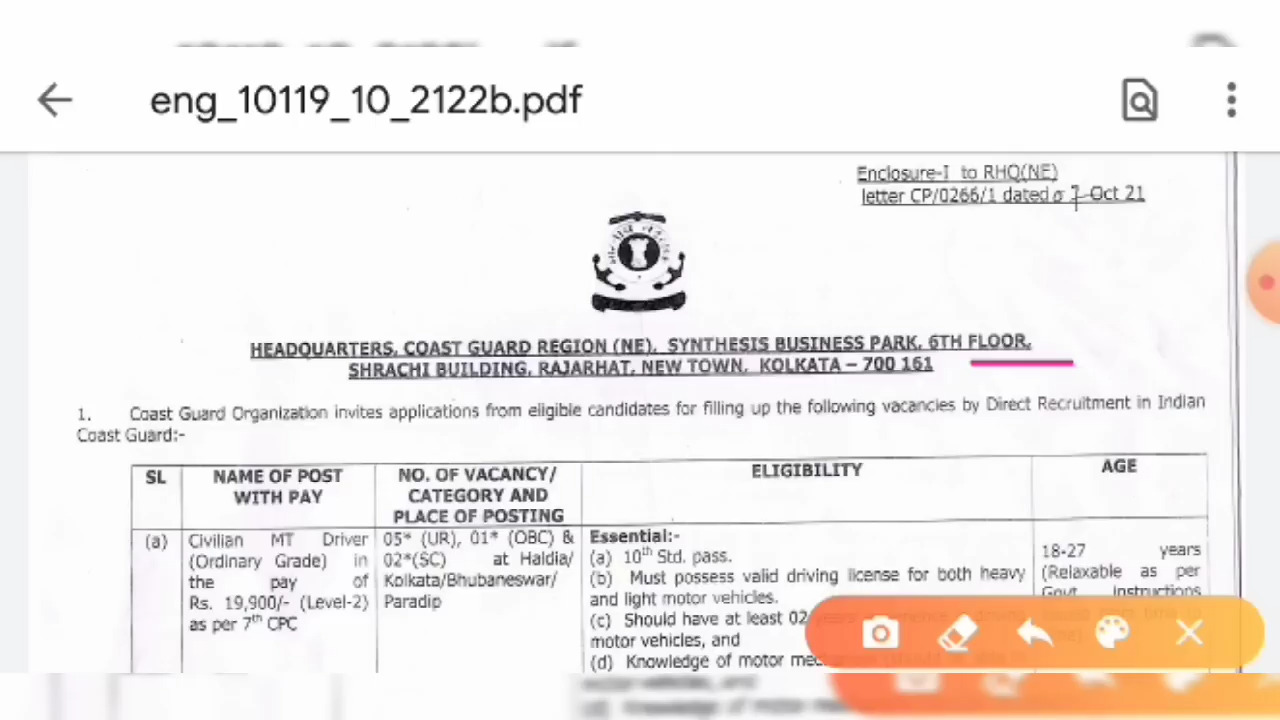 eng_10119_10_2122b.pdf
Enclosure-I to RHQ(NE)
letter CP/0266/1 dated 07 Oct 21
HEADQUARTERS, COAST GUARD REGION (NE), SYNTHESIS BUSINESS PARK, 6TH FLOOR,
SHRACHI BUILDING, RAJARHAT, NEW TOWN, KOLKATA – 700 161
1. Coast Guard Organization invites applications from eligible candidates for filling up the following vacancies by Direct Recruitment in Indian
Coast Guard:-
SL
NAME OF POST
WITH PAY
NO. OF VACANCY/
CATEGORY AND
PLACE OF POSTING
ELIGIBILITY
AGE
(a)
Civilian MT Driver
(Ordinary Grade) in
the pay of
Rs. 19,900/- (Level-2)
as per 7th CPC
05* (UR), 01* (OBC) &
02*(SC) at Haldia/
Kolkata/Bhubaneswar/
Paradip
Essential:-
(a) 10th Std. pass.
(b) Must possess valid driving license for both heavy
and light motor vehicles.
(c) Should have at least 02
motor vehicles, and
(d) Knowledge of motor
18-27 years
(Relaxable as per
Govt instructions